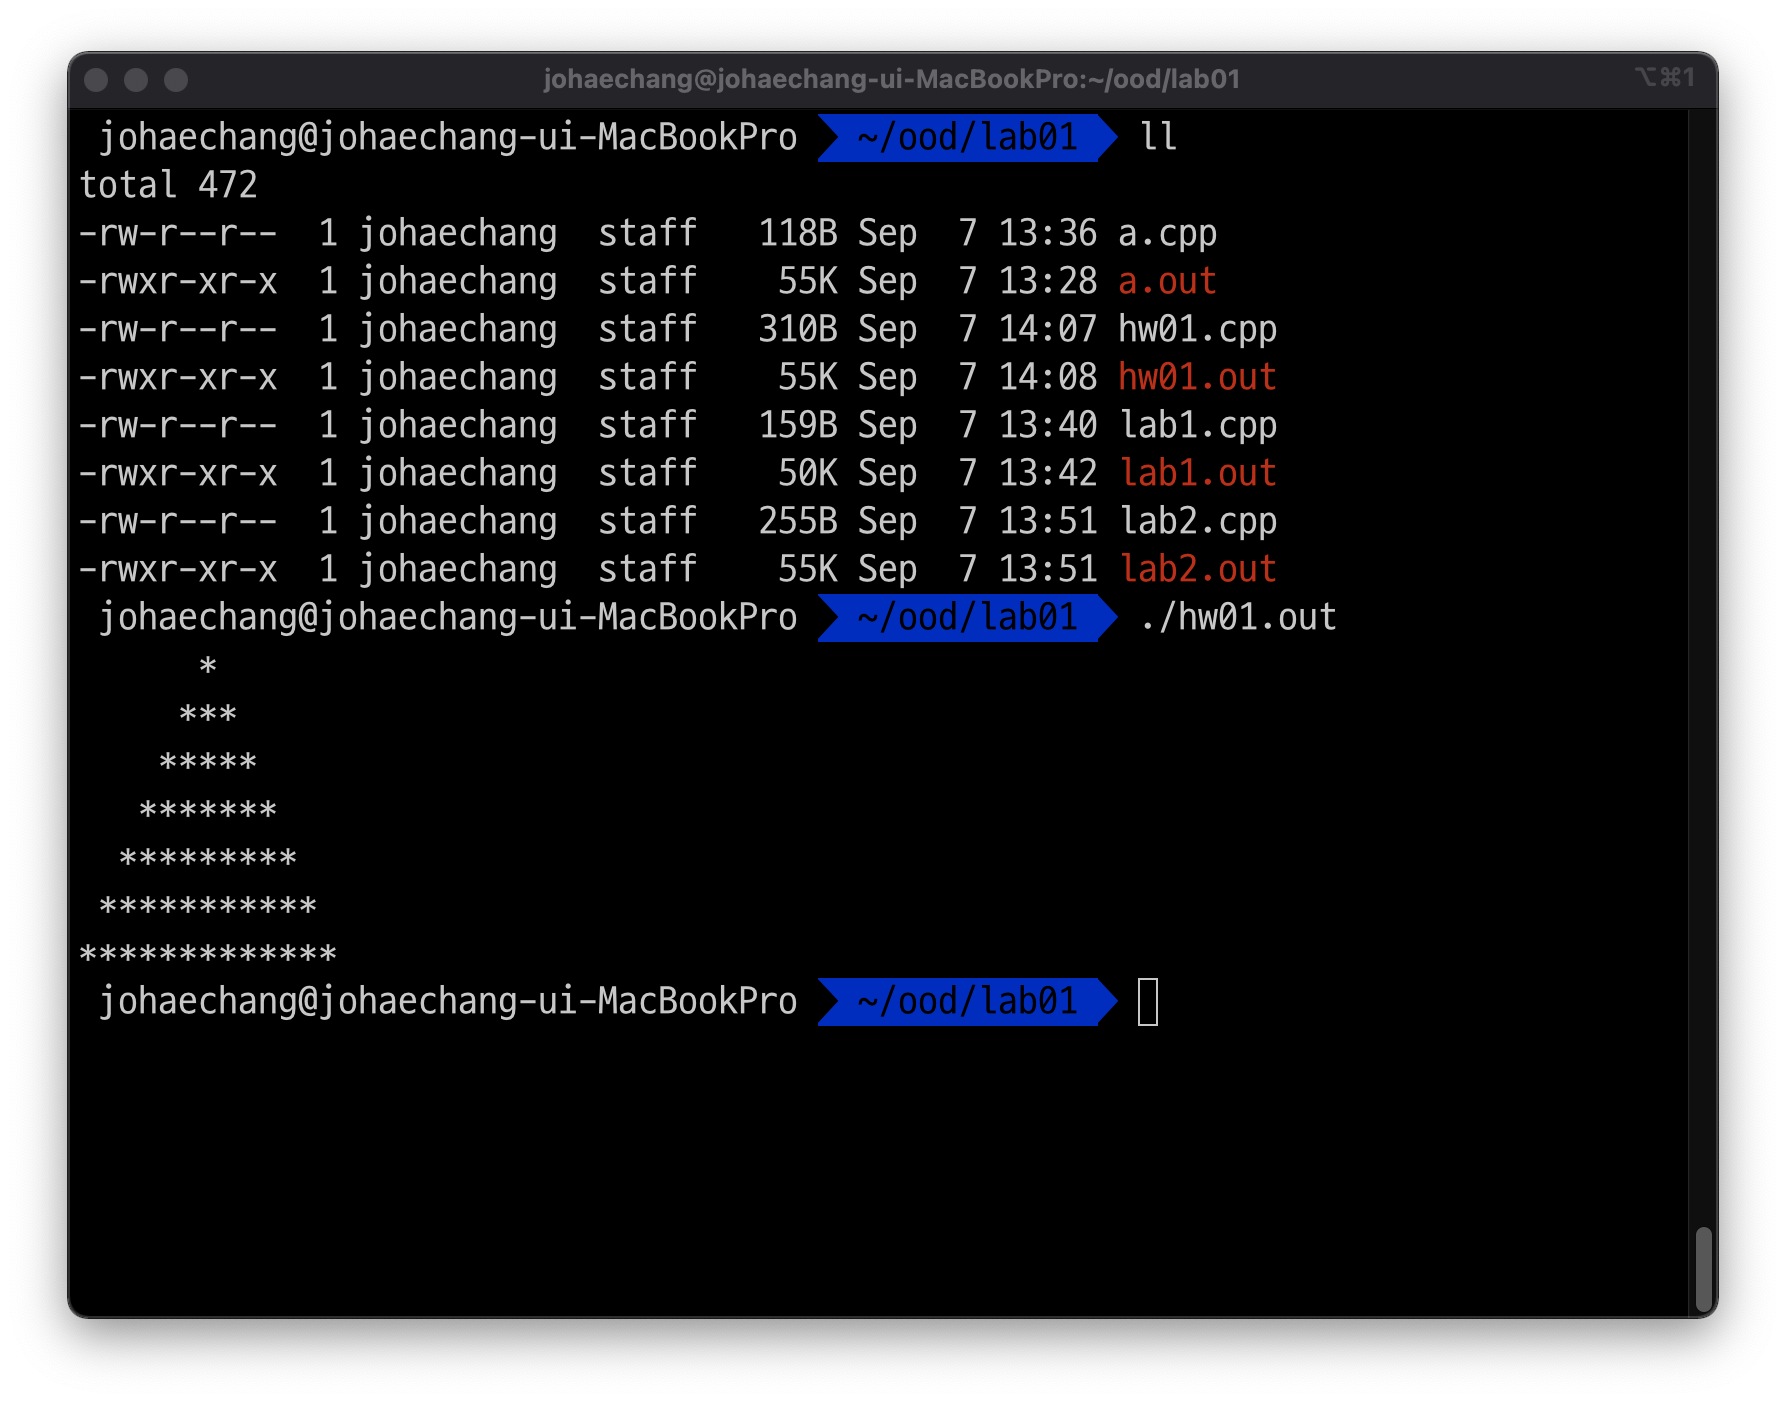 johaechang@johaechang-ui-MacBookPro:~/ood/lab01 ⌥⌘1
johaechang@johaechang-ui-MacBookPro ~/ood/lab01 ll
total 472
-rw-r--r--  1 johaechang  staff   118B Sep  7 13:36 a.cpp
-rwxr-xr-x  1 johaechang  staff    55K Sep  7 13:28 a.out
-rw-r--r--  1 johaechang  staff   310B Sep  7 14:07 hw01.cpp
-rwxr-xr-x  1 johaechang  staff    55K Sep  7 14:08 hw01.out
-rw-r--r--  1 johaechang  staff   159B Sep  7 13:40 lab1.cpp
-rwxr-xr-x  1 johaechang  staff    50K Sep  7 13:42 lab1.out
-rw-r--r--  1 johaechang  staff   255B Sep  7 13:51 lab2.cpp
-rwxr-xr-x  1 johaechang  staff    55K Sep  7 13:51 lab2.out
johaechang@johaechang-ui-MacBookPro ~/ood/lab01 ./hw01.out
      *
     ***
    *****
   *******
  *********
 ***********
*************
johaechang@johaechang-ui-MacBookPro ~/ood/lab01